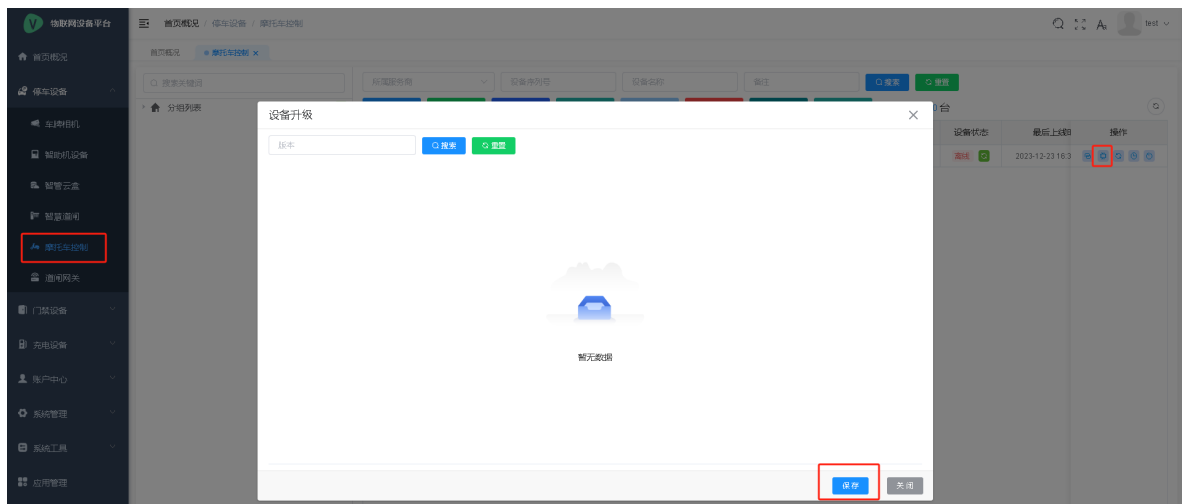 物联网设备平台
首页概况 / 停车设备 / 摩托车控制
test
首页概况
摩托车控制 ×
首页概况
停车设备
车牌相机
智助机设备
智管云盒
智慧道闸
摩托车控制
道闸网关
门禁设备
充电设备
账户中心
系统管理
系统工具
应用管理
搜索关键词
分组列表
设备序列号
设备名称
备注
搜索
重置
台
设备状态
最后上线时
操作
离线
2023-12-23 16:3
设备升级
版本
搜索
重置
暂无数据
保存
关闭